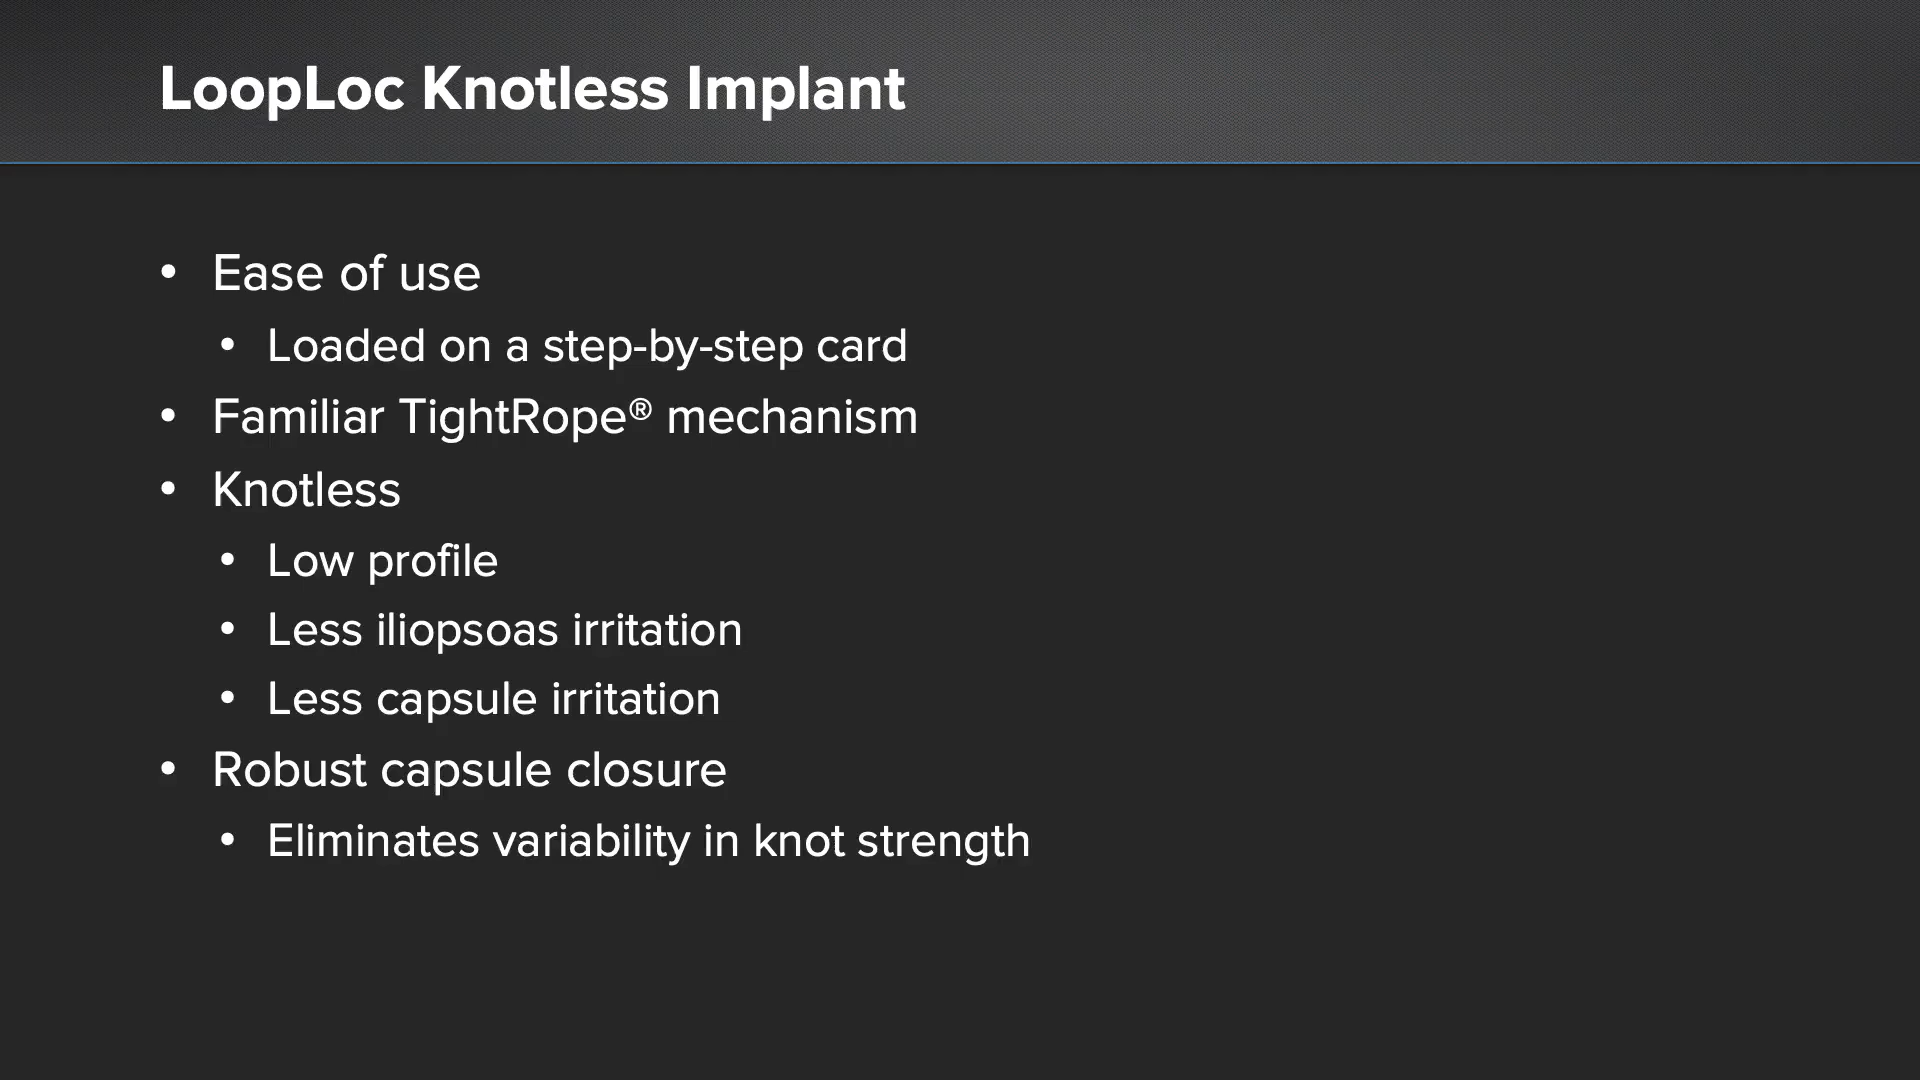 LoopLoc Knotless Implant
• Ease of use
• Loaded on a step-by-step card
• Familiar TightRope® mechanism
• Knotless
• Low profile
• Less iliopsoas irritation
• Less capsule irritation
• Robust capsule closure
• Eliminates variability in knot strength